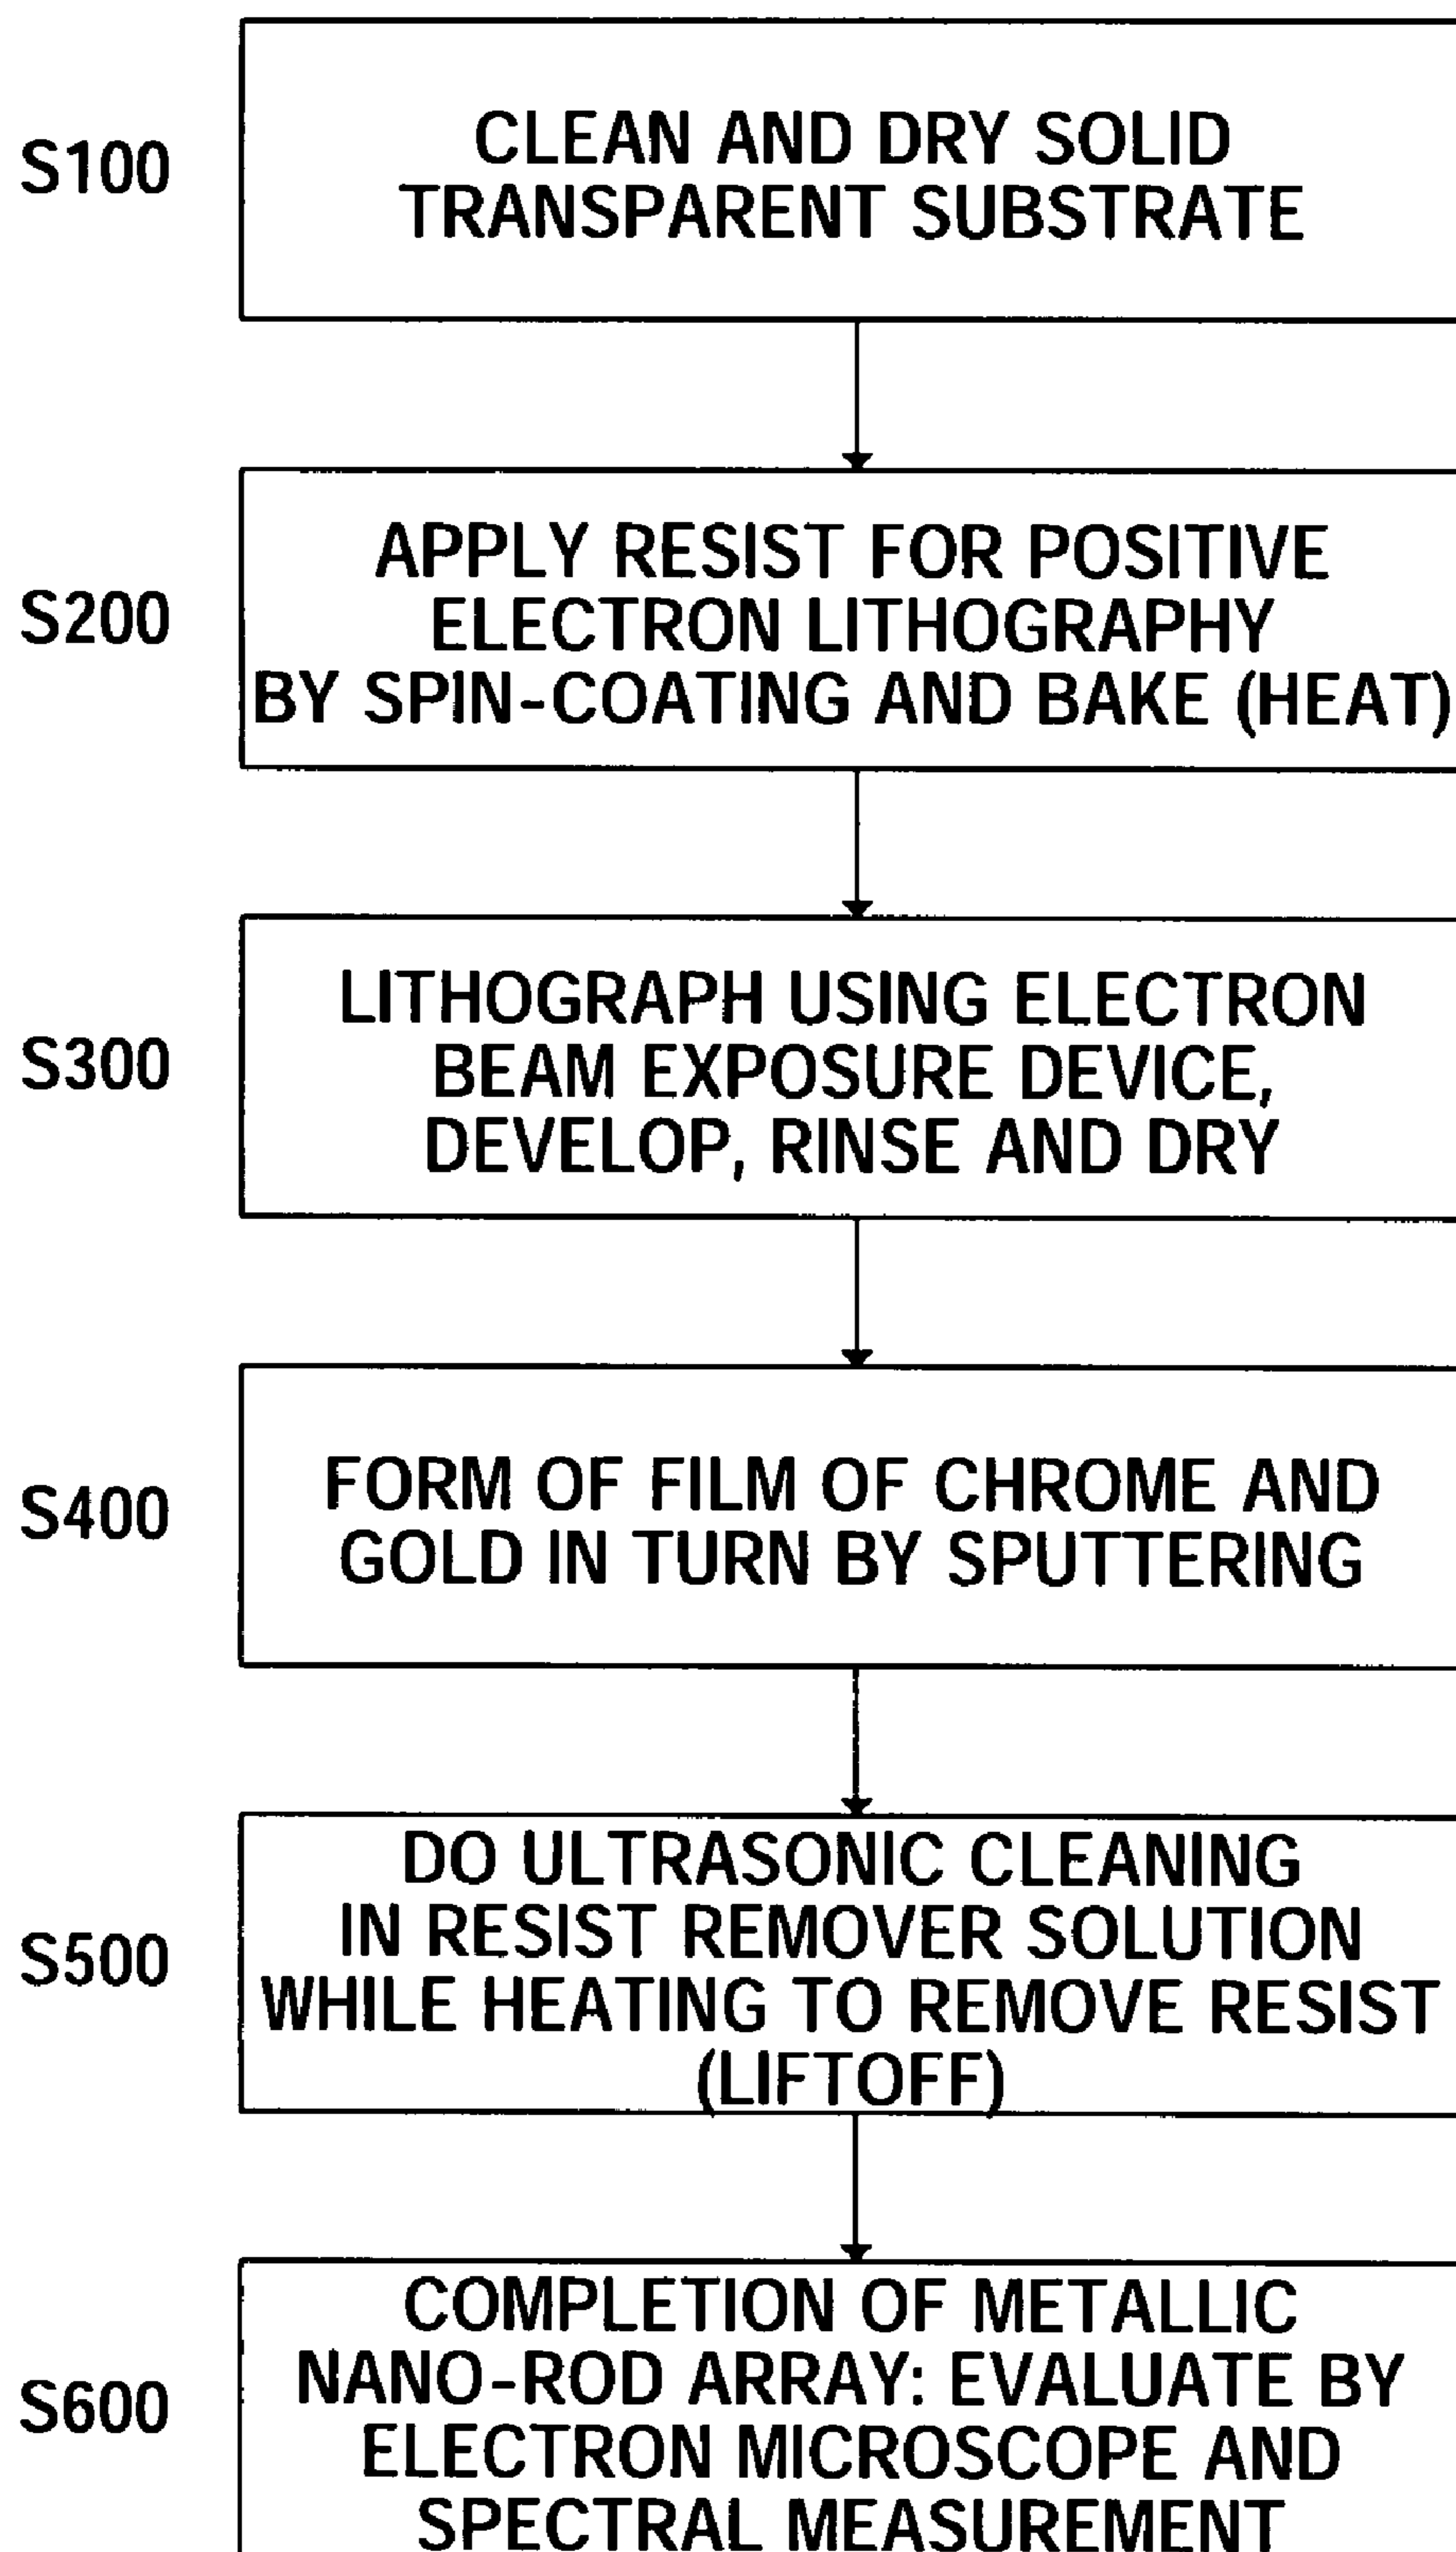 S100
CLEAN AND DRY SOLID
TRANSPARENT SUBSTRATE
S200
APPLY RESIST FOR POSITIVE
ELECTRON LITHOGRAPHY
BY SPIN-COATING AND BAKE (HEAT)
S300
LITHOGRAPH USING ELECTRON
BEAM EXPOSURE DEVICE,
DEVELOP, RINSE AND DRY
S400
FORM OF FILM OF CHROME AND
GOLD IN TURN BY SPUTTERING
S500
DO ULTRASONIC CLEANING
IN RESIST REMOVER SOLUTION
WHILE HEATING TO REMOVE RESIST
(LIFTOFF)
S600
COMPLETION OF METALLIC
NANO-ROD ARRAY: EVALUATE BY
ELECTRON MICROSCOPE AND
SPECTRAL MEASUREMENT